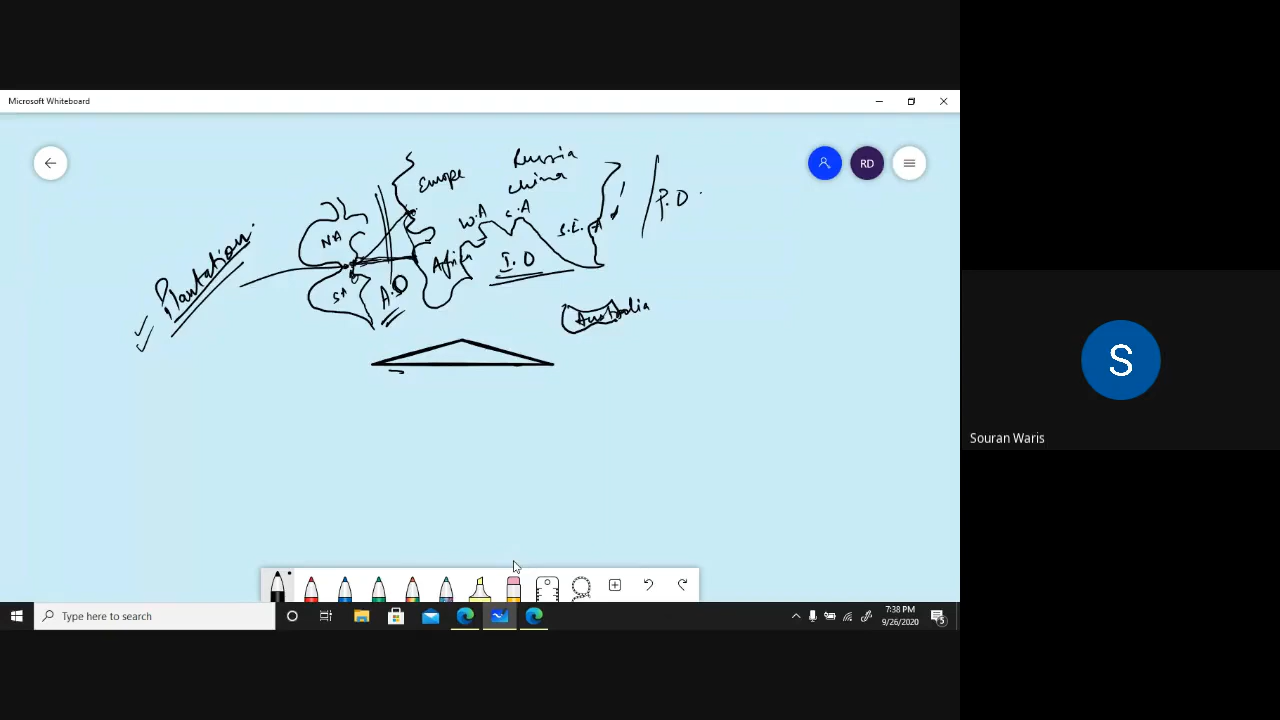 Microsoft Whiteboard
RD
Europe
Russia
China
P.O
W.A
S.A
S.E.A
NA
Plantation
Africa
I.O
SA
A.O
Australia
S
Souran Waris
Type here to search
7:38 PM
9/26/2020
5